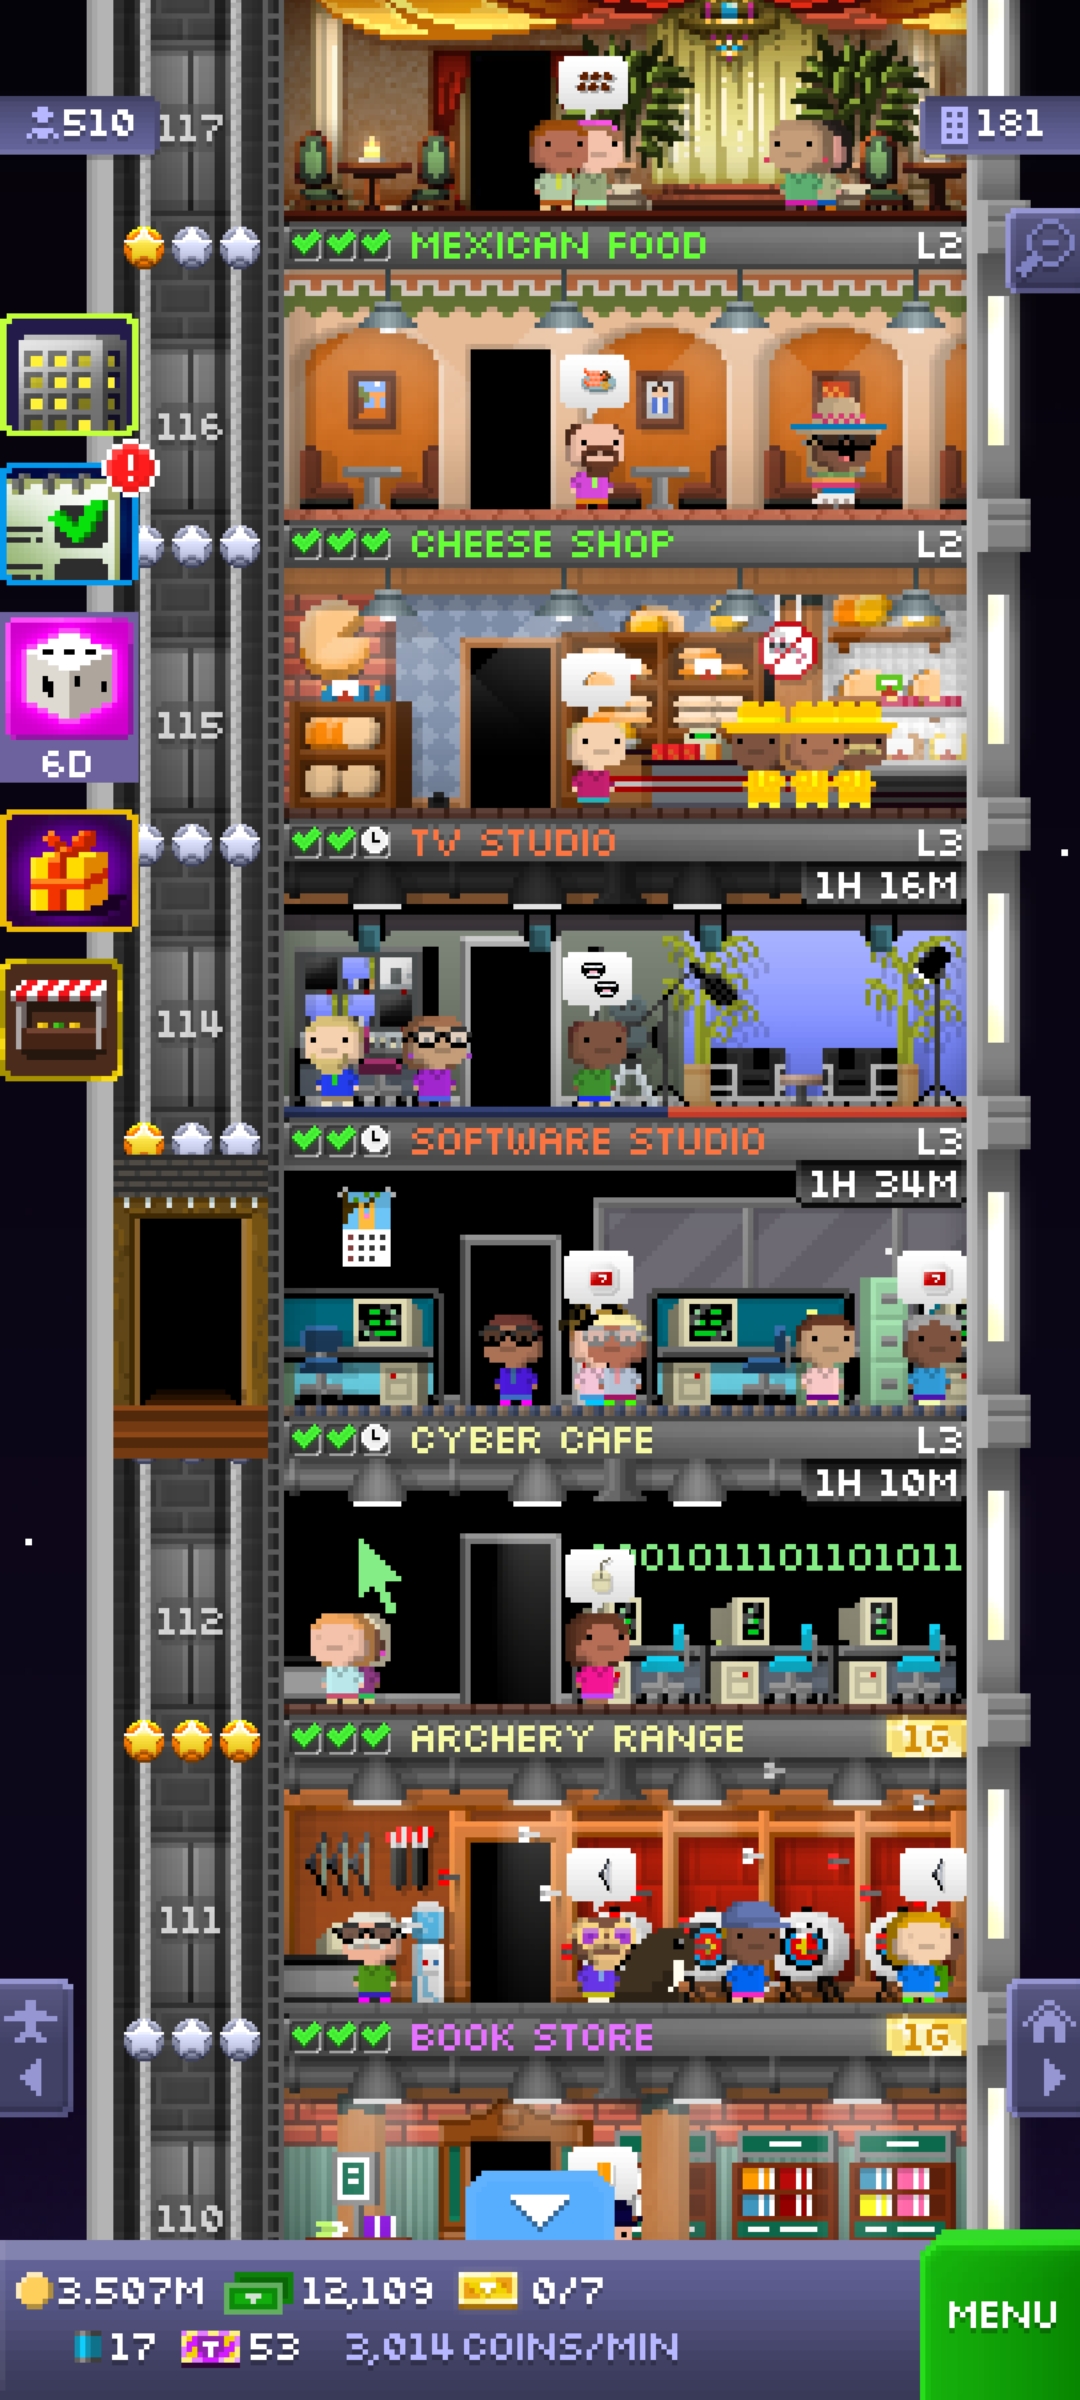 510
117
181
MEXICAN FOOD L2
116
CHEESE SHOP L2
6D
115
TV STUDIO L3
1H 16M
114
SOFTWARE STUDIO L3
1H 34M
CYBER CAFE L3
1H 10M
01011101101011
112
ARCHERY RANGE 1G
111
BOOK STORE 1G
110
3.507M 12,109 0/7
MENU
17 53 3,014 COINS/MIN